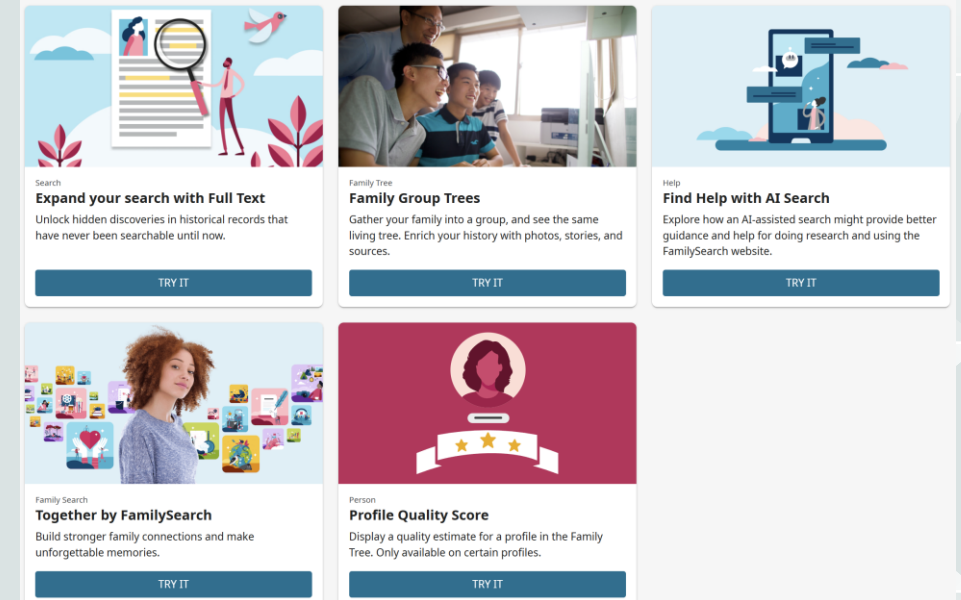 Search
Expand your search with Full Text
Unlock hidden discoveries in historical records that
have never been searchable until now.
TRY IT
Family Tree
Family Group Trees
Gather your family into a group, and see the same
living tree. Enrich your history with photos, stories, and
sources.
TRY IT
Help
Find Help with AI Search
Explore how an AI-assisted search might provide better
guidance and help for doing research and using the
FamilySearch website.
TRY IT
Family Search
Together by FamilySearch
Build stronger family connections and make
unforgettable memories.
TRY IT
Person
Profile Quality Score
Display a quality estimate for a profile in the Family
Tree. Only available on certain profiles.
TRY IT